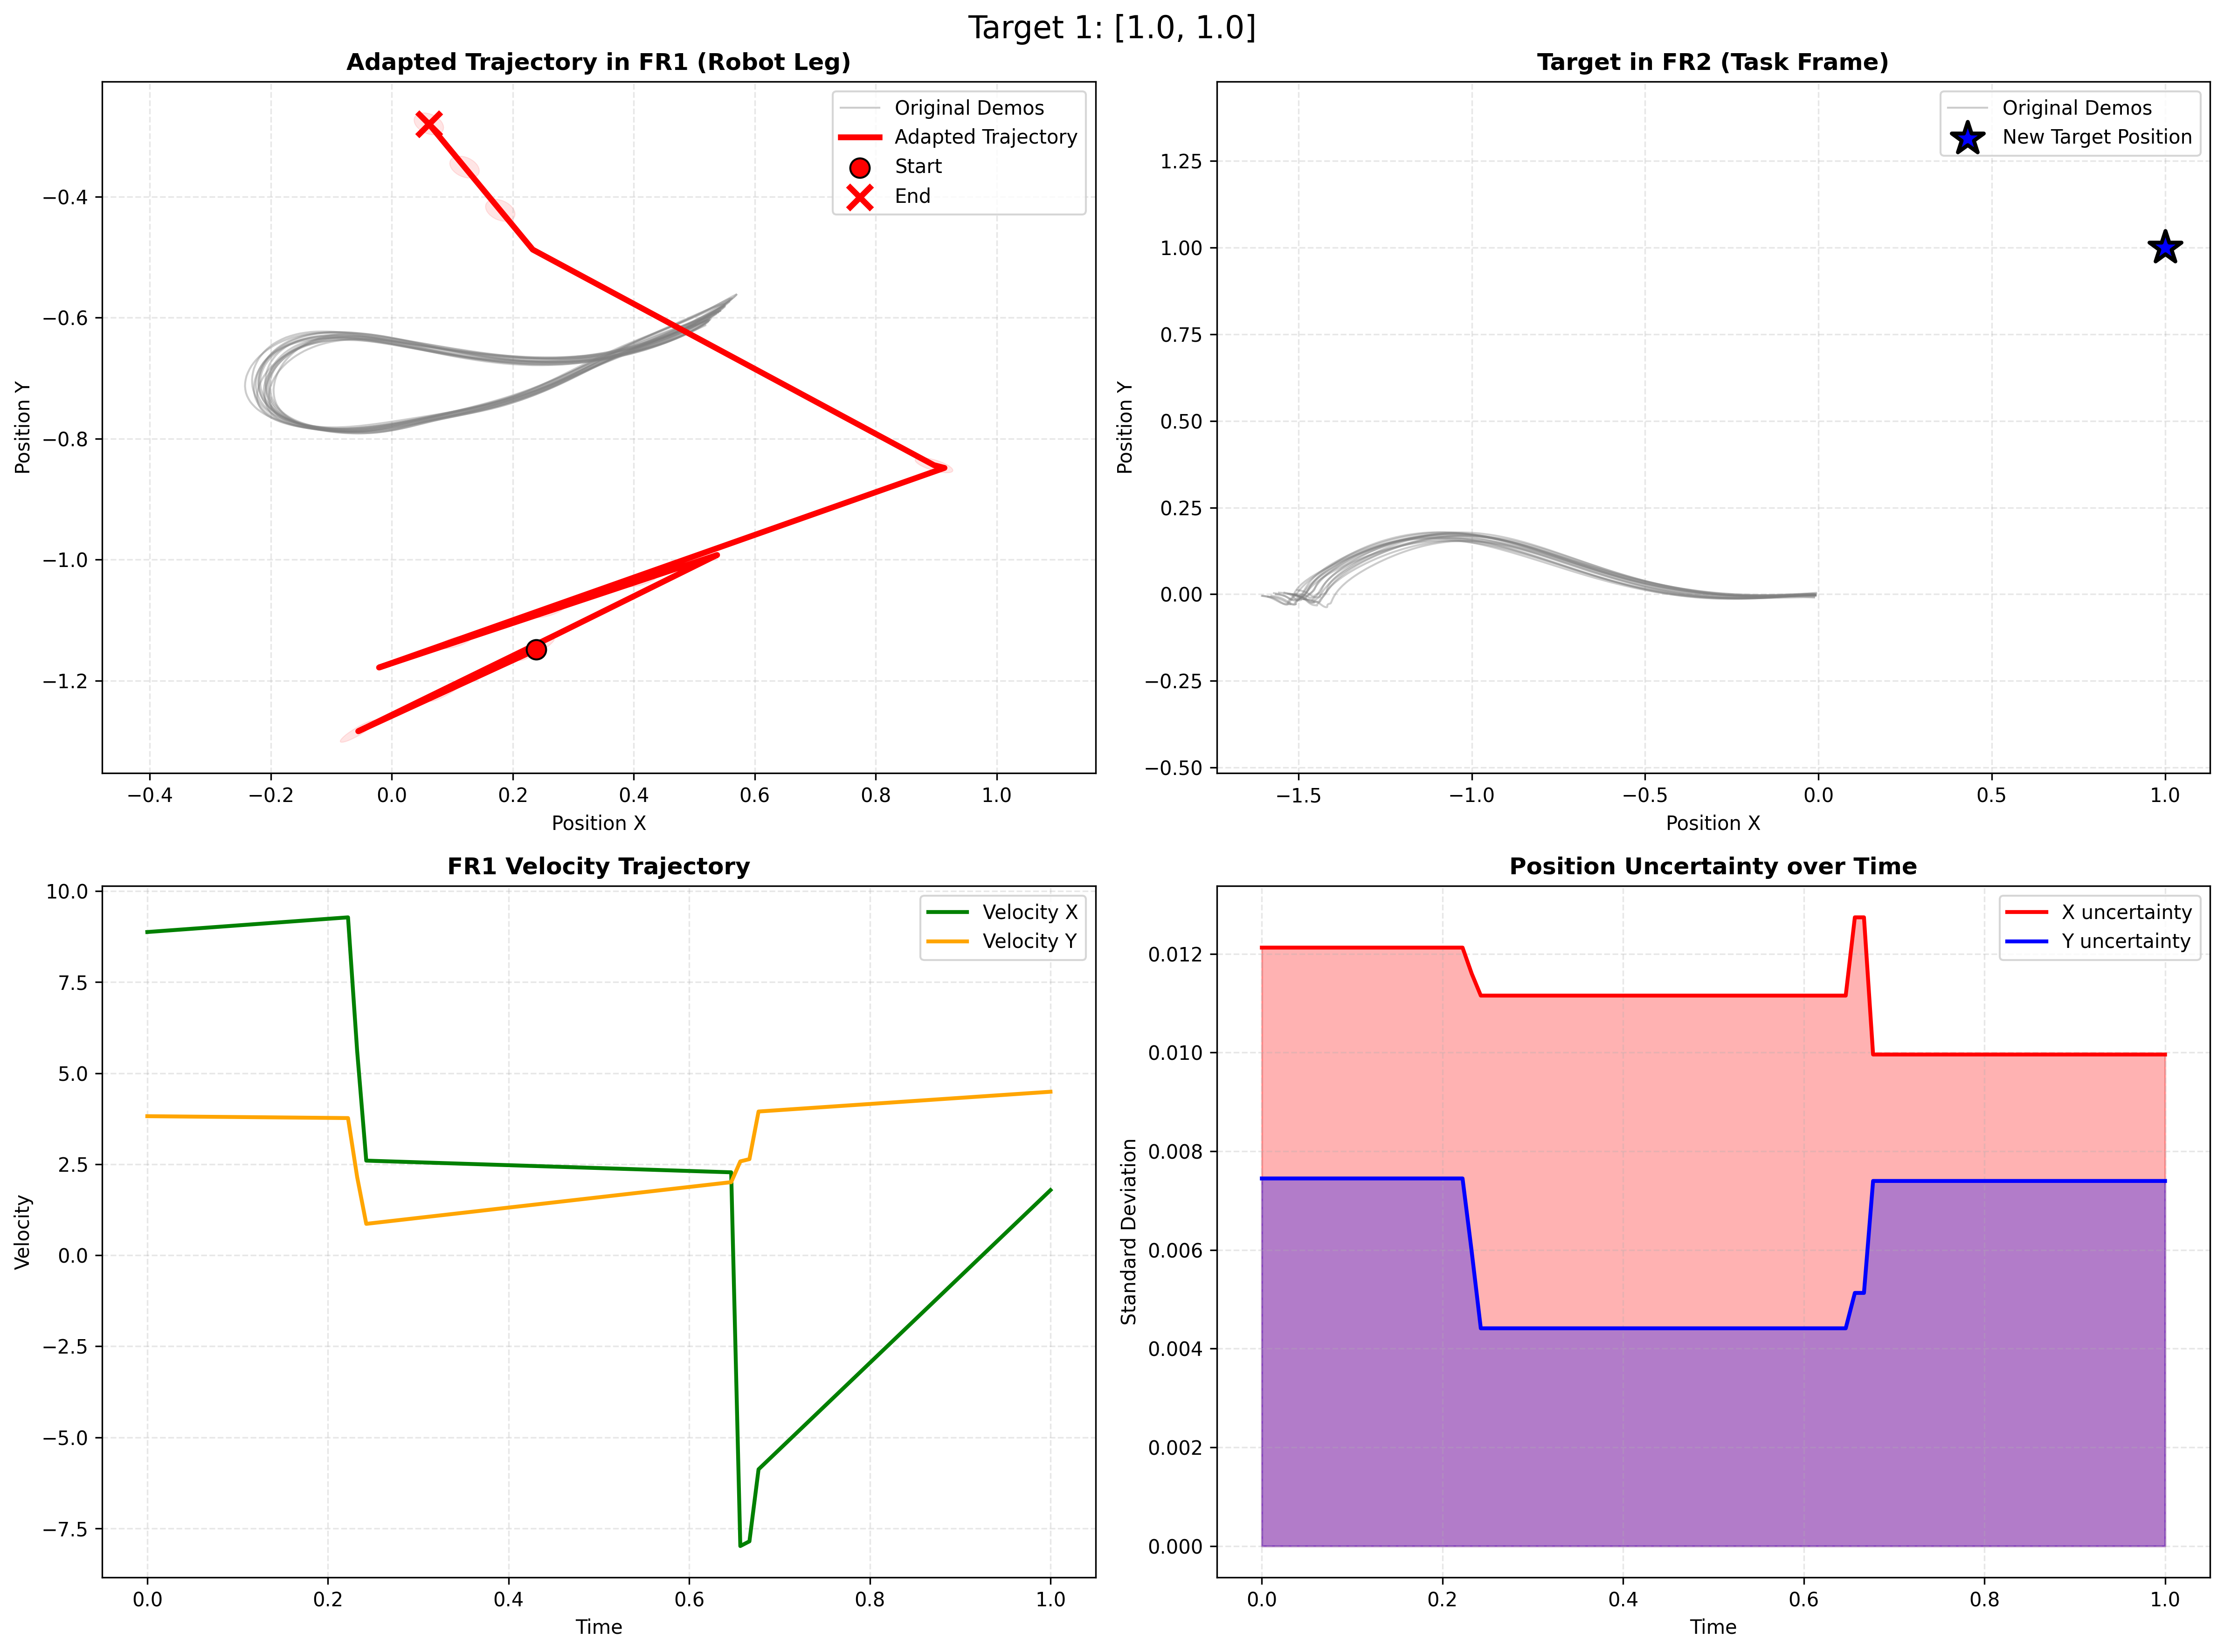 Target 1: [1.0, 1.0]
Adapted Trajectory in FR1 (Robot Leg)
Original Demos
Adapted Trajectory
Start
End
Position Y
−0.4
−0.6
−0.8
−1.0
−1.2
−0.4 −0.2 0.0 0.2 0.4 0.6 0.8 1.0
Position X
Target in FR2 (Task Frame)
Original Demos
New Target Position
Position Y
1.25
1.00
0.75
0.50
0.25
0.00
−0.25
−0.50
−1.5 −1.0 −0.5 0.0 0.5 1.0
Position X
FR1 Velocity Trajectory
Velocity X
Velocity Y
Velocity
10.0
7.5
5.0
2.5
0.0
−2.5
−5.0
−7.5
0.0 0.2 0.4 0.6 0.8 1.0
Time
Position Uncertainty over Time
X uncertainty
Y uncertainty
Standard Deviation
0.012
0.010
0.008
0.006
0.004
0.002
0.000
0.0 0.2 0.4 0.6 0.8 1.0
Time